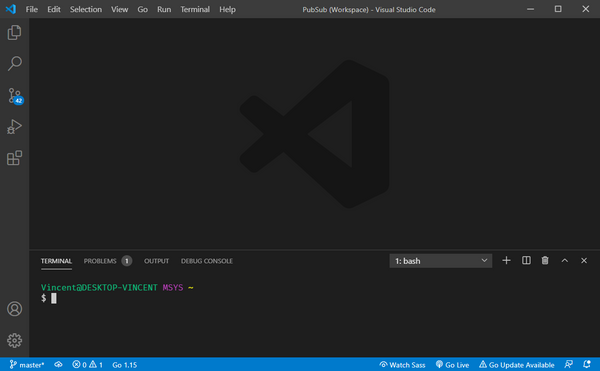 File Edit Selection View Go Run Terminal Help PubSub (Workspace) - Visual Studio Code
42
TERMINAL PROBLEMS 1 OUTPUT DEBUG CONSOLE 1: bash
Vincent@DESKTOP-VINCENT MSYS ~
$
master* 0 1 Go 1.15 Watch Sass Go Live Go Update Available